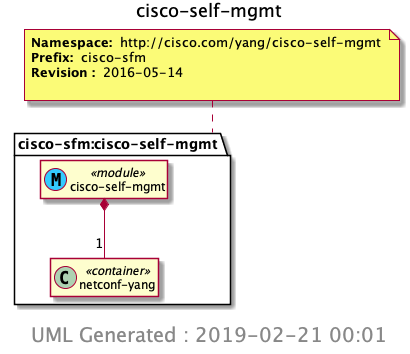 cisco-self-mgmt
Namespace: http://cisco.com/yang/cisco-self-mgmt
Prefix: cisco-sfm
Revision : 2016-05-14
cisco-sfm:cisco-self-mgmt
M
«module»
cisco-self-mgmt
1
C
«container»
netconf-yang
UML Generated : 2019-02-21 00:01